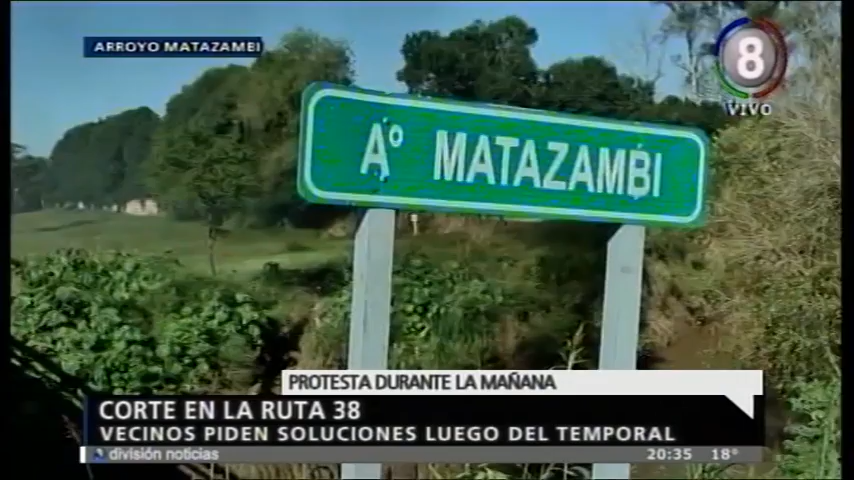 ARROYO MATAZAMBI
8
VIVO
Aº MATAZAMBI
PROTESTA DURANTE LA MAÑANA
CORTE EN LA RUTA 38
VECINOS PIDEN SOLUCIONES LUEGO DEL TEMPORAL
división noticias 20:35 18°